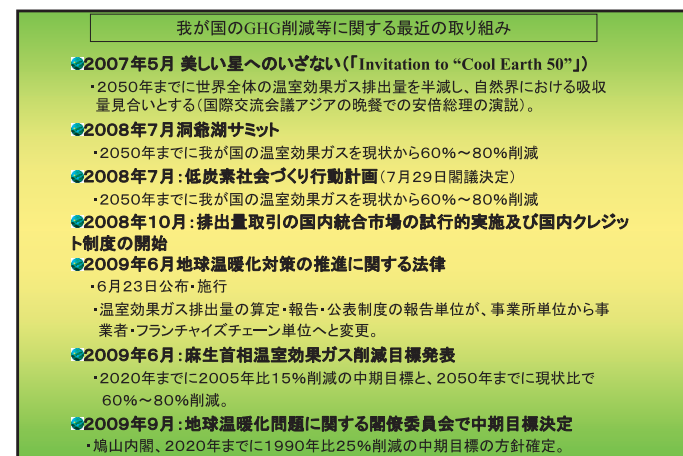 我が国のGHG削減等に関する最近の取り組み
2007年5月 美しい星へのいざない(「Invitation to “Cool Earth 50”」)
・2050年までに世界全体の温室効果ガス排出量を半減し、自然界における吸収
量見合いとする(国際交流会議アジアの晩餐での安倍総理の演説)。
2008年7月洞爺湖サミット
・2050年までに我が国の温室効果ガスを現状から60%〜80%削減
2008年7月:低炭素社会づくり行動計画(7月29日閣議決定)
・2050年までに我が国の温室効果ガスを現状から60%〜80%削減
2008年10月:排出量取引の国内統合市場の試行的実施及び国内クレジッ
ト制度の開始
2009年6月地球温暖化対策の推進に関する法律
・6月23日公布・施行
・温室効果ガス排出量の算定・報告・公表制度の報告単位が、事業所単位から事
業者・フランチャイズチェーン単位へと変更。
2009年6月:麻生首相温室効果ガス削減目標発表
・2020年までに2005年比15%削減の中期目標と、2050年までに現状比で
60%〜80%削減。
2009年9月:地球温暖化問題に関する閣僚委員会で中期目標決定
・鳩山内閣、2020年までに1990年比25%削減の中期目標の方針確定。